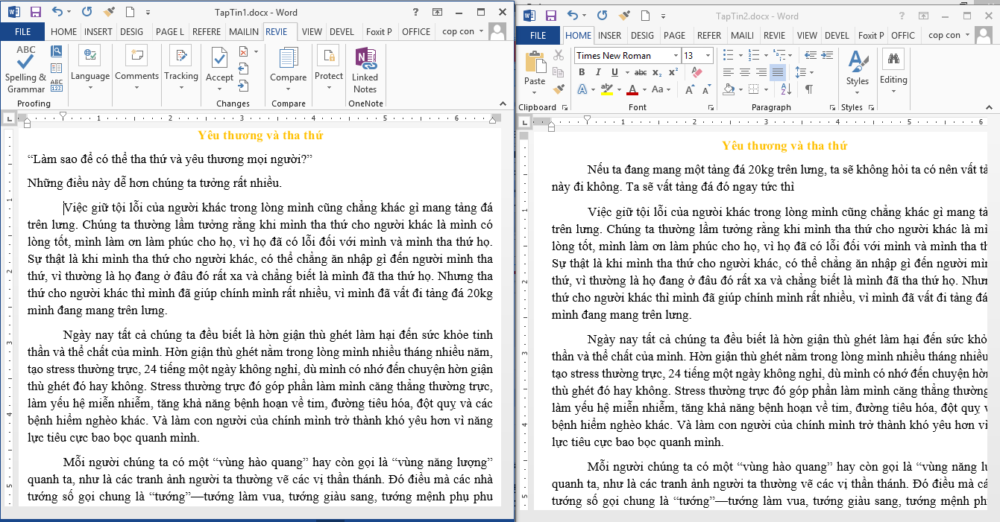 TapTin1.docx - Word
FILE HOME INSERT DESIG PAGE L REFERE MAILIN REVIE VIEW DEVEL Foxit P OFFICE cop con
ABC
Spelling & Grammar
ABC
123
Language
Comments
Tracking
Accept
Compare
Protect
Linked Notes
Proofing Changes Compare OneNote
1 2 3 4 5 6
Yêu thương và tha thứ
“Làm sao để có thể tha thứ và yêu thương mọi người?”
Những điều này dễ hơn chúng ta tưởng rất nhiều.
Việc giữ tội lỗi của người khác trong lòng mình cũng chẳng khác gì mang tảng đá
trên lưng. Chúng ta thường lầm tưởng rằng khi mình tha thứ cho người khác là mình có
lòng tốt, mình làm ơn làm phúc cho họ, vì họ đã có lỗi đối với mình và mình tha thứ họ.
Sự thật là khi mình tha thứ cho người khác, có thể chẳng ăn nhập gì đến người mình tha
thứ, vì thường là họ đang ở đâu đó rất xa và chẳng biết là mình đã tha thứ họ. Nhưng tha
thứ cho người khác thì mình đã giúp chính mình rất nhiều, vì mình đã vất đi tảng đá 20kg
mình đang mang trên lưng.
Ngày nay tất cả chúng ta đều biết là hờn giận thù ghét làm hại đến sức khỏe tinh
thần và thể chất của mình. Hờn giận thù ghét nằm trong lòng mình nhiều tháng nhiều năm,
tạo stress thường trực, 24 tiếng một ngày không nghỉ, dù mình có nhớ đến chuyện hờn giận
thù ghét đó hay không. Stress thường trực đó góp phần làm mình căng thẳng thường trực,
làm yếu hệ miễn nhiễm, tăng khả năng bệnh hoạn về tim, đường tiêu hóa, đột quỵ và các
bệnh hiểm nghèo khác. Và làm con người của chính mình trở thành khó yêu hơn vì năng
lực tiêu cực bao bọc quanh mình.
Mỗi người chúng ta có một “vùng hào quang” hay còn gọi là “vùng năng lượng”
quanh ta, như là các tranh ảnh người ta thường vẽ các vị thần thánh. Đó điều mà các nhà
tướng số gọi chung là “tướng”—tướng làm vua, tướng giàu sang, tướng mệnh phụ phu
TapTin2.docx - Word
FILE HOME INSER DESIG PAGE REFER MAILI REVIE VIEW DEVEL Foxit P OFFIC cop con
Paste
Times New Roman 13
B I U abc X₂ X²
A ab A Aa A A
Styles
Editing
Clipboard Font Paragraph Styles
1 2 3 4 5 6
Yêu thương và tha thứ
Nếu ta đang mang một tảng đá 20kg trên lưng, ta sẽ không hỏi ta có nên vất tả
này đi không. Ta sẽ vất tảng đá đó ngay tức thì
Việc giữ tội lỗi của người khác trong lòng mình cũng chẳng khác gì mang tả
trên lưng. Chúng ta thường lầm tưởng rằng khi mình tha thứ cho người khác là mì
lòng tốt, mình làm ơn làm phúc cho họ, vì họ đã có lỗi đối với mình và mình tha th
Sự thật là khi mình tha thứ cho người khác, có thể chẳng ăn nhập gì đến người mìn
thứ, vì thường là họ đang ở đâu đó rất xa và chẳng biết là mình đã tha thứ họ. Nhưn
thứ cho người khác thì mình đã giúp chính mình rất nhiều, vì mình đã vất đi tảng đá
mình đang mang trên lưng.
Ngày nay tất cả chúng ta đều biết là hờn giận thù ghét làm hại đến sức khỏ
thần và thể chất của mình. Hờn giận thù ghét nằm trong lòng mình nhiều tháng nhiều
tạo stress thường trực, 24 tiếng một ngày không nghỉ, dù mình có nhớ đến chuyện hờn
thù ghét đó hay không. Stress thường trực đó góp phần làm mình căng thẳng thường
làm yếu hệ miễn nhiễm, tăng khả năng bệnh hoạn về tim, đường tiêu hóa, đột quỵ v
bệnh hiểm nghèo khác. Và làm con người của chính mình trở thành khó yêu hơn vì
lực tiêu cực bao bọc quanh mình.
Mỗi người chúng ta có một “vùng hào quang” hay còn gọi là “vùng năng lư
quanh ta, như là các tranh ảnh người ta thường vẽ các vị thần thánh. Đó điều mà cá
tướng số gọi chung là “tướng”—tướng làm vua, tướng giàu sang, tướng mệnh ph